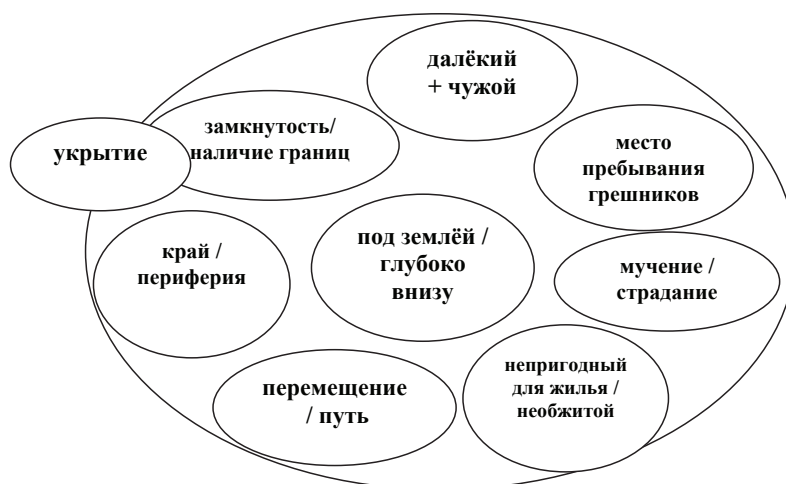 далёкий
+ чужой
замкнутость/
наличие границ
укрытие
место
пребывания
грешников
край /
периферия
под землёй /
глубоко
внизу
мучение /
страдание
перемещение
/ путь
непригодный
для жилья /
необжитой